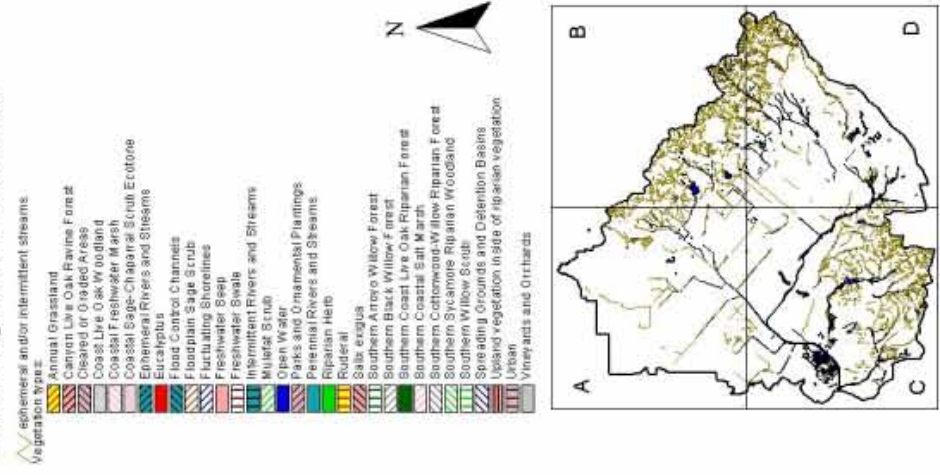 ephemeral and/or intermittent streams
Vegetation types:
Annual Grassland
Canyon Live Oak Ravine Forest
Cleared or Graded Areas
Coast Live Oak Woodland
Coastal Freshwater Marsh
Coastal Sage-Chaparral Scrub Ecotone
Ephemeral Rivers and Streams
Eucalyptus
Flood Control Channels
Floodplain Sage Scrub
Fluctuating Shorelines
Freshwater Seep
Freshwater Swale
Intermittent Rivers and Streams
Mulefat Scrub
Open Water
Parks and Ornamental Plantings
Perennial Rivers and Streams
Riparian Herb
Ruderal
Salix exigua
Southern Arroyo Willow Forest
Southern Black Willow Forest
Southern Coast Live Oak Riparian Forest
Southern Coastal Salt Marsh
Southern Cottonwood-Willow Riparian Forest
Southern Sycamore Riparian Woodland
Southern Willow Scrub
Spreading Grounds and Detention Basins
Upland vegetation inside of riparian vegetation
Urban
Vineyards and Orchards
N
A
B
C
D